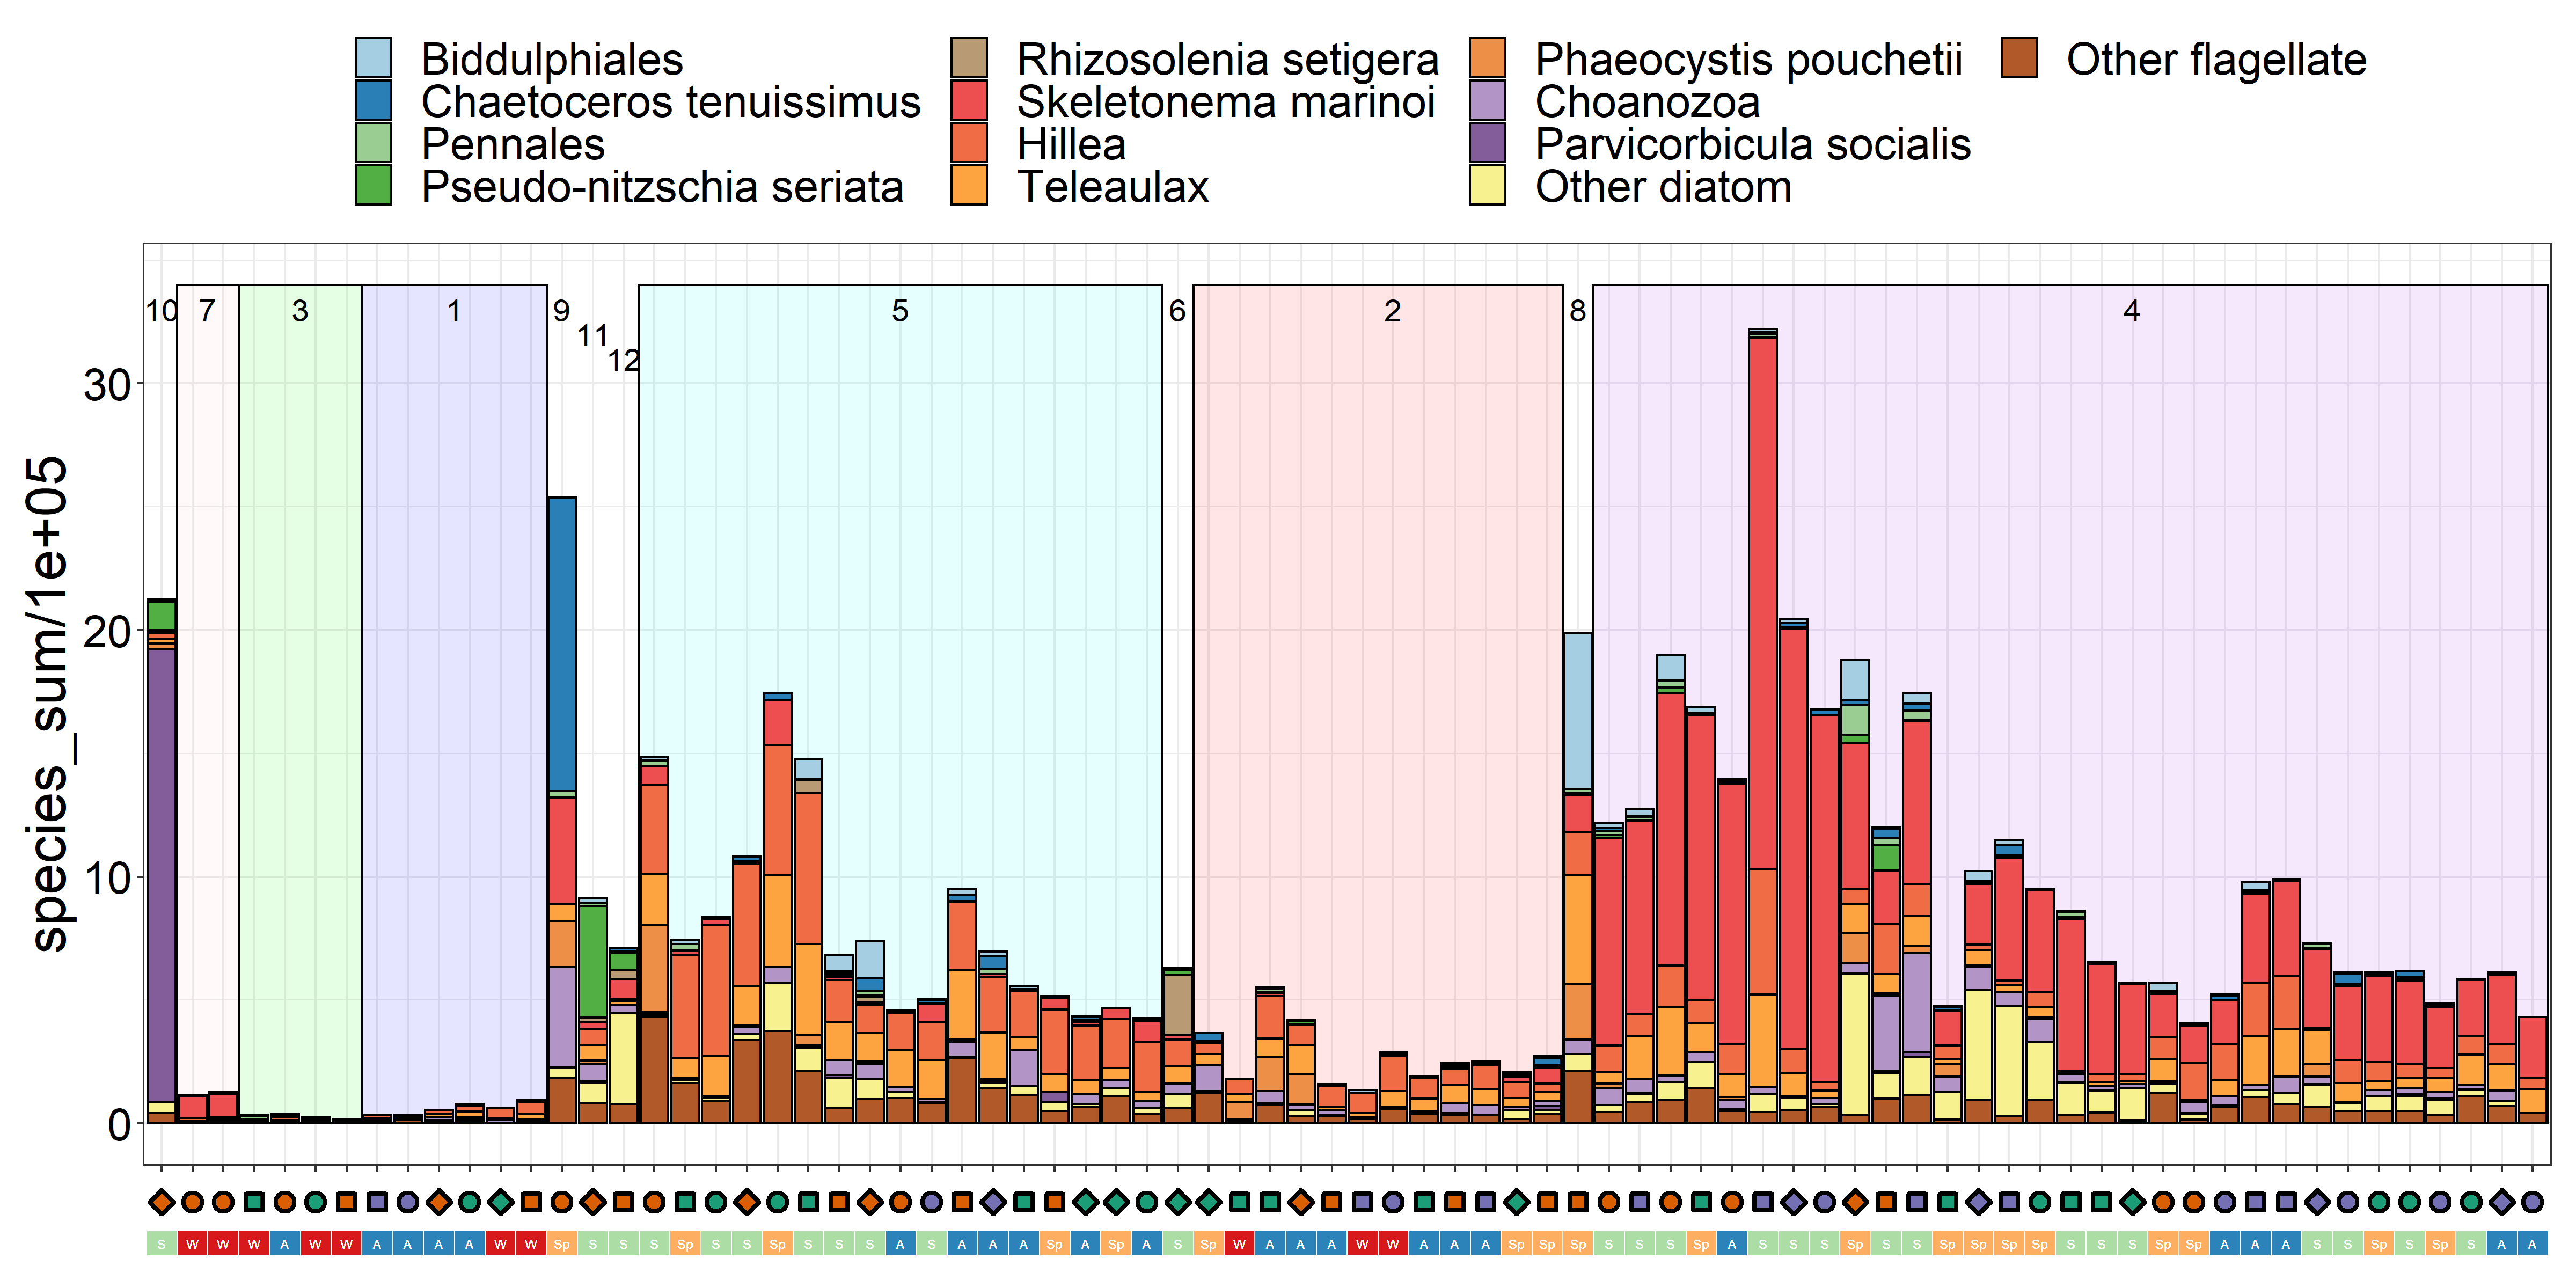 Biddulphiales Rhizosolenia setigera Phaeocystis pouchetii Other flagellate
Chaetoceros tenuissimus Skeletonema marinoi Choanozoa
Pennales Hillea Parvicorbicula socialis
Pseudo-nitzschia seriata Teleaulax Other diatom
10 7 3 1 9 5 6 2 8 4
11
12
30
20
10
0
species_sum/1e+05
S W W W A W W A A A A W W Sp S S S Sp S S Sp S S S A S A A A Sp A Sp A S Sp W A A A W W A A A Sp Sp Sp S S S Sp A S S S Sp S S Sp Sp Sp Sp S S S Sp Sp A A A S S Sp S Sp S A A